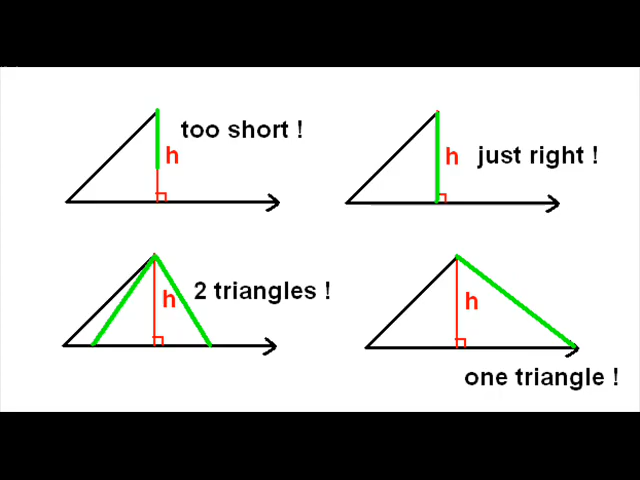 too short !
h
just right !
h
2 triangles !
h
h
one triangle !